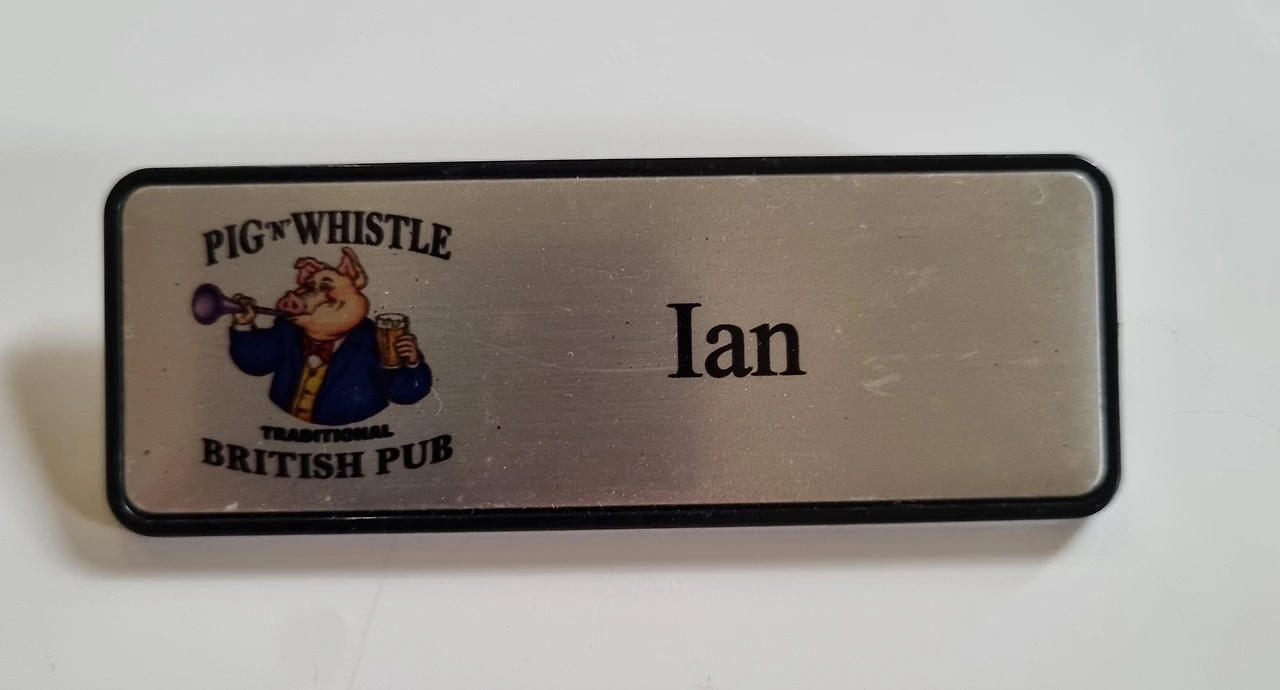 PIG'N'WHISTLE
TRADITIONAL
BRITISH PUB
Ian